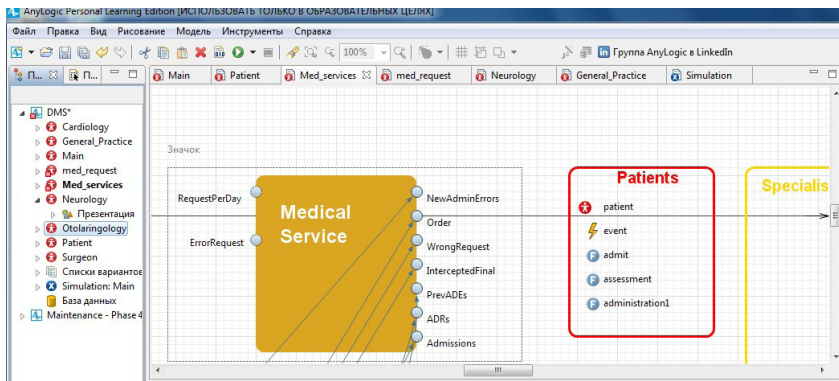 AnyLogic Personal Learning Edition [ИСПОЛЬЗОВАТЬ ТОЛЬКО В ОБРАЗОВАТЕЛЬНЫХ ЦЕЛЯХ]
Файл Правка Вид Рисование Модель Инструменты Справка
100% Группа AnyLogic в LinkedIn
П... П... Main Patient Med_services med_request Neurology General_Practice Simulation
DMS*
Cardiology
General_Practice
Main
med_request
Med_services
Neurology
Презентация
Otolaringology
Patient
Surgeon
Списки вариантов
Simulation: Main
База данных
Maintenance - Phase 4
Значок
RequestPerDay
ErrorRequest
Medical
Service
NewAdminErrors
Order
WrongRequest
InterceptedFinal
PrevADEs
ADRs
Admissions
Patients
patient
event
admit
assessment
administration1
Specialis